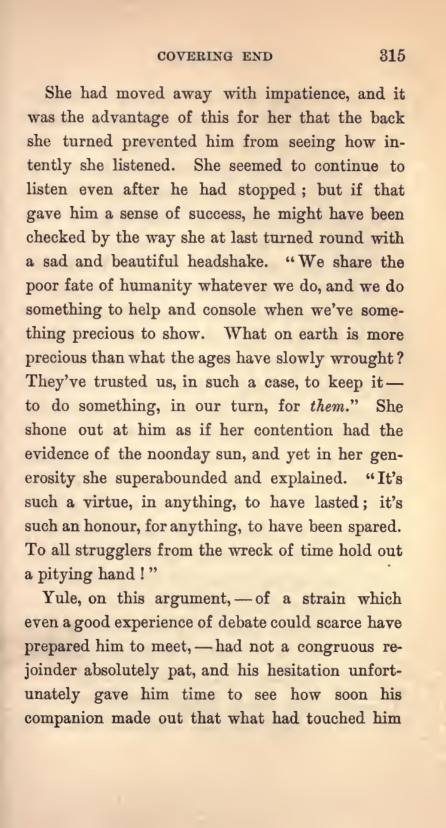 COVERING END 315
She had moved away with impatience, and it
was the advantage of this for her that the back
she turned prevented him from seeing how in-
tently she listened. She seemed to continue to
listen even after he had stopped ; but if that
gave him a sense of success, he might have been
checked by the way she at last turned round with
a sad and beautiful headshake. “We share the
poor fate of humanity whatever we do, and we do
something to help and console when we’ve some-
thing precious to show. What on earth is more
precious than what the ages have slowly wrought ?
They’ve trusted us, in such a case, to keep it —
to do something, in our turn, for them.” She
shone out at him as if her contention had the
evidence of the noonday sun, and yet in her gen-
erosity she superabounded and explained. “It’s
such a virtue, in anything, to have lasted ; it’s
such an honour, for anything, to have been spared.
To all strugglers from the wreck of time hold out
a pitying hand ! ”
Yule, on this argument, — of a strain which
even a good experience of debate could scarce have
prepared him to meet, — had not a congruous re-
joinder absolutely pat, and his hesitation unfort-
unately gave him time to see how soon his
companion made out that what had touched him